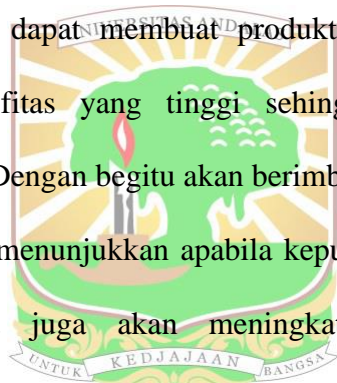 UNIVERSITAS ANDALAS
dapat membuat produkt
fitas yang tinggi sehing
Dengan begitu akan berimb
menunjukkan apabila kepu
juga akan meningkat
UNTUK KEDJAJAAN BANGSA